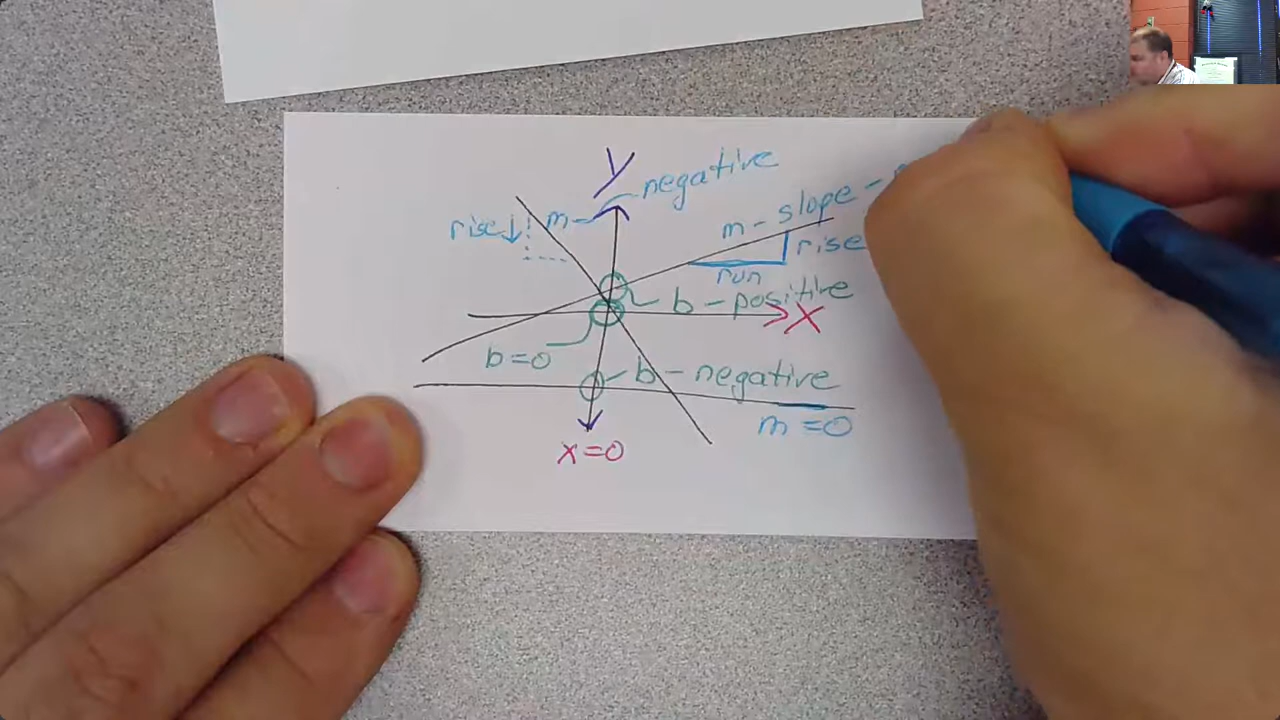 Y
m - negative
m - slope -
rise ↓
rise
run
b - positive
X
b = 0
b - negative
m = 0
x = 0